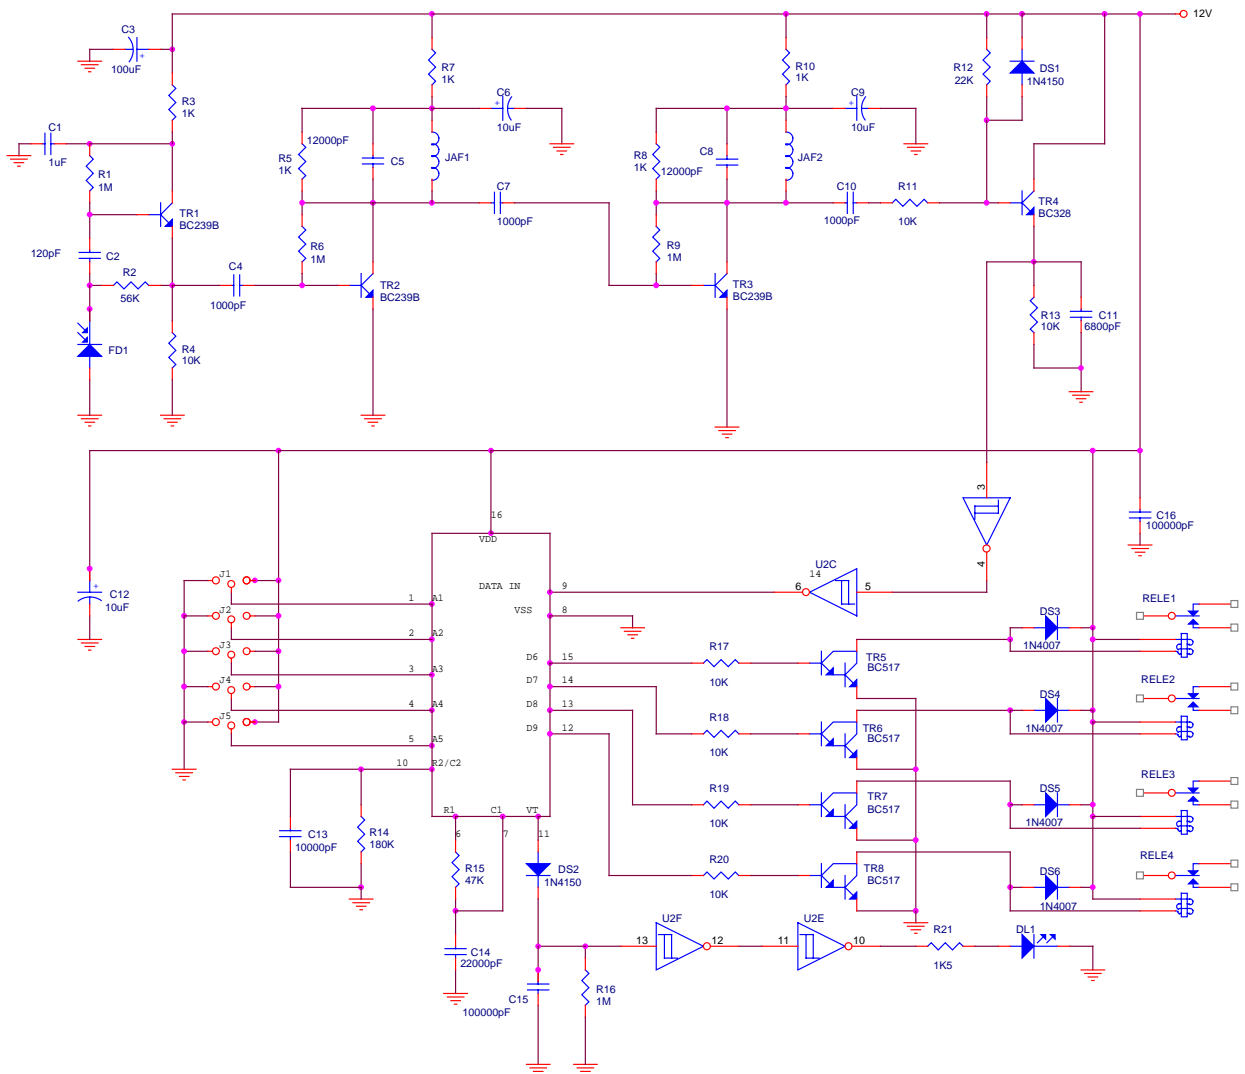 12V
C3
100uF
R3
1K
C1
1uF
R1
1M
TR1
BC239B
120pF
C2
R2
56K
FD1
R4
10K
C4
1000pF
R7
1K
C6
10uF
12000pF
R5
1K
C5
JAF1
C7
1000pF
R6
1M
TR2
BC239B
R10
1K
C9
10uF
R8
1K
12000pF
C8
JAF2
C10
1000pF
R11
10K
R9
1M
TR3
BC239B
R12
22K
DS1
1N4150
TR4
BC328
R13
10K
C11
6800pF
3
4
C16
100000pF
16
VDD
U2C
14
6
5
DATA IN
9
VSS
8
C12
10uF
J1
1
A1
J2
2
A2
J3
3
A3
J4
4
A4
J5
5
A5
10
R2/C2
D6
15
D7
14
D8
13
D9
12
R1
C1
VT
6
7
11
C13
10000pF
R14
180K
R15
47K
C14
22000pF
DS2
1N4150
C15
100000pF
R16
1M
R17
10K
TR5
BC517
DS3
1N4007
RELE1
R18
10K
TR6
BC517
DS4
1N4007
RELE2
R19
10K
TR7
BC517
DS5
1N4007
RELE3
R20
10K
TR8
BC517
DS6
1N4007
RELE4
U2F
13
12
U2E
11
10
R21
1K5
DL1